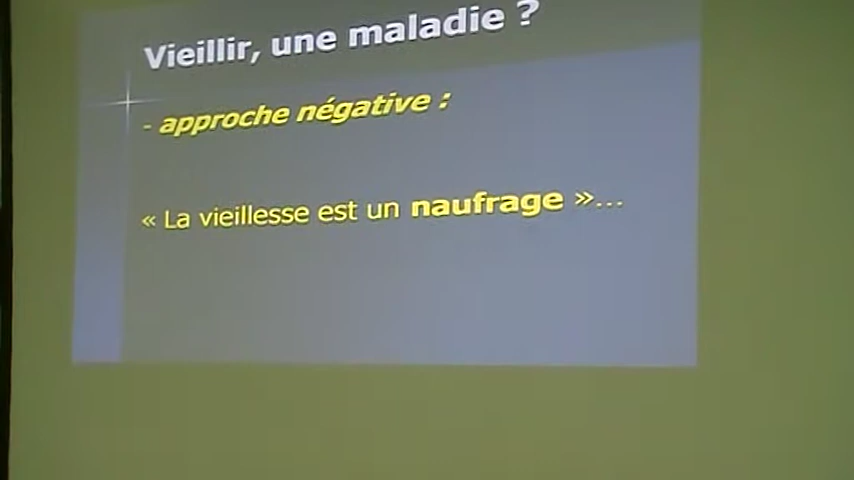 Vieillir, une maladie ?
- approche négative :
« La vieillesse est un naufrage »...